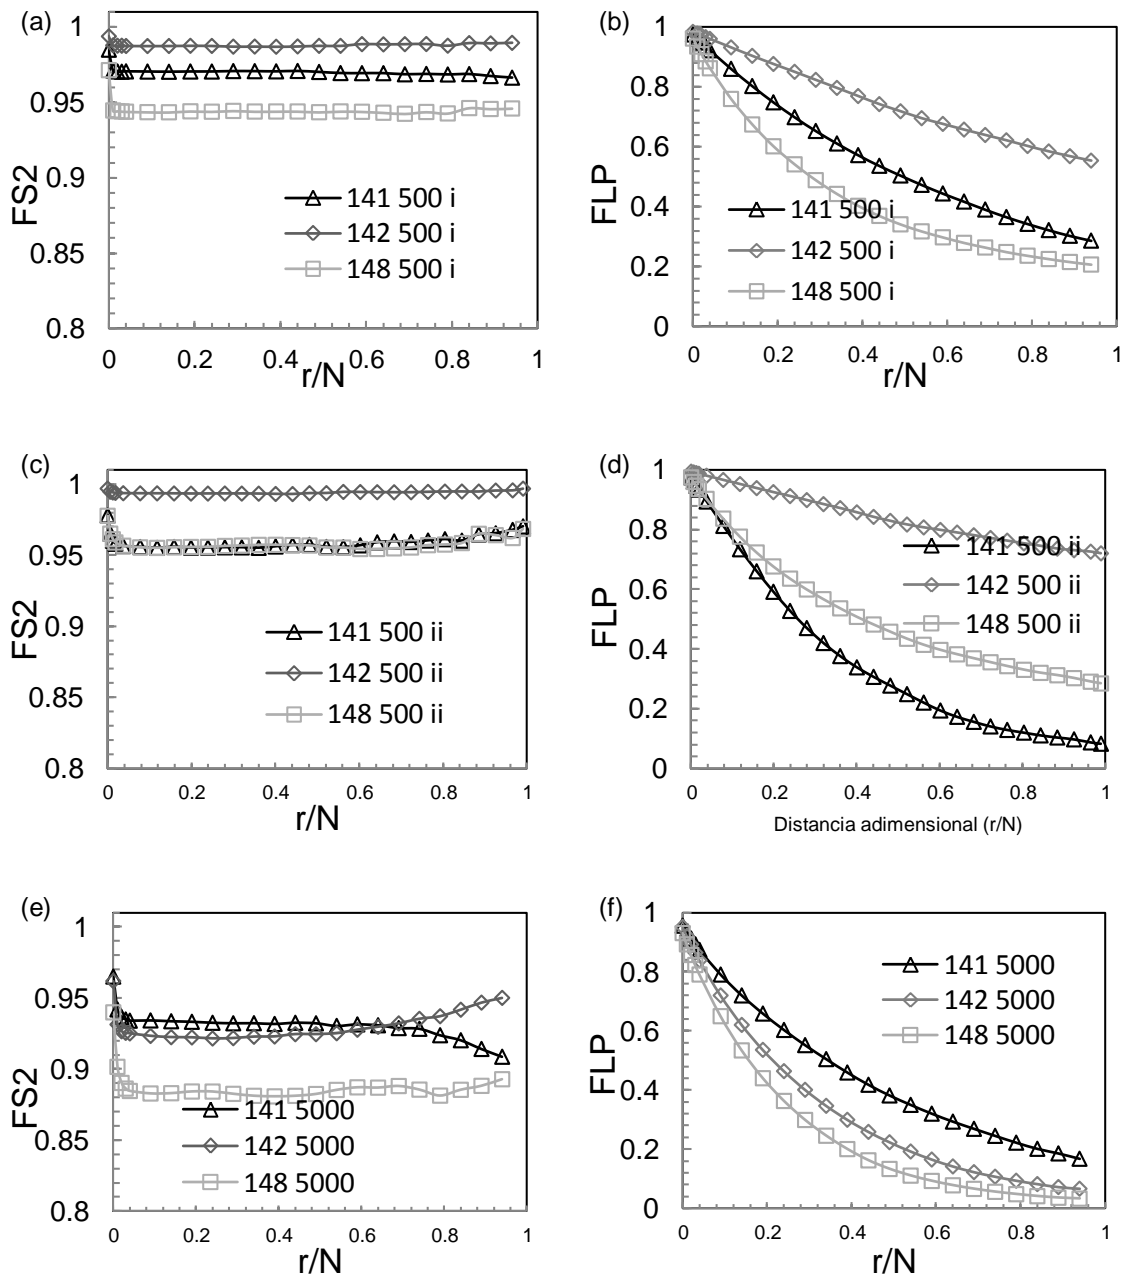 (a)
1
0.95
0.9
0.85
0.8
FS2
141 500 i
142 500 i
148 500 i
0 0.2 0.4 0.6 0.8 1
r/N
(b)
1
0.8
0.6
0.4
0.2
0
FLP
141 500 i
142 500 i
148 500 i
0 0.2 0.4 0.6 0.8 1
r/N
(c)
1
0.95
0.9
0.85
0.8
FS2
141 500 ii
142 500 ii
148 500 ii
0 0.2 0.4 0.6 0.8 1
r/N
(d)
1
0.8
0.6
0.4
0.2
0
FLP
141 500 ii
142 500 ii
148 500 ii
0 0.2 0.4 0.6 0.8 1
Distancia adimensional (r/N)
(e)
1
0.95
0.9
0.85
0.8
FS2
141 5000
142 5000
148 5000
0 0.2 0.4 0.6 0.8 1
r/N
(f)
1
0.8
0.6
0.4
0.2
0
FLP
141 5000
142 5000
148 5000
0 0.2 0.4 0.6 0.8 1
r/N